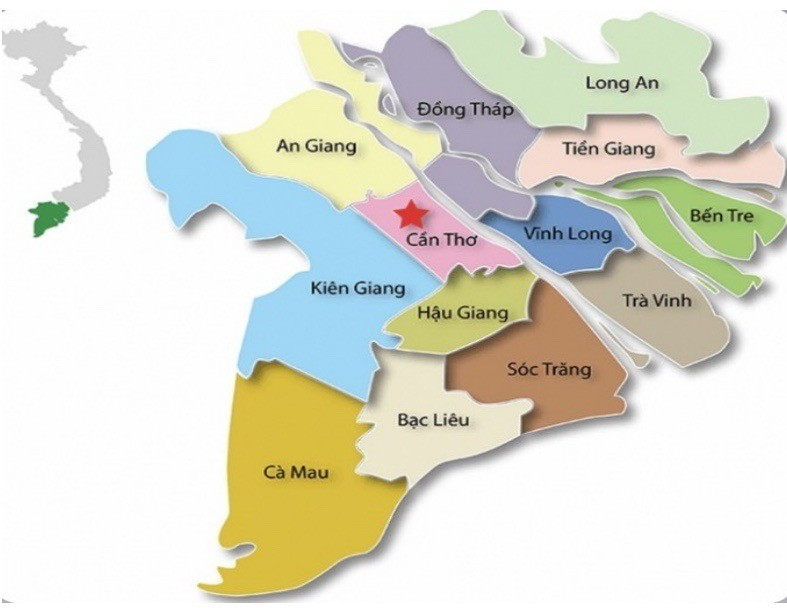 Long An
Đồng Tháp
An Giang
Tiền Giang
Bến Tre
Cần Thơ
Vĩnh Long
Kiên Giang
Trà Vinh
Hậu Giang
Sóc Trăng
Bạc Liêu
Cà Mau